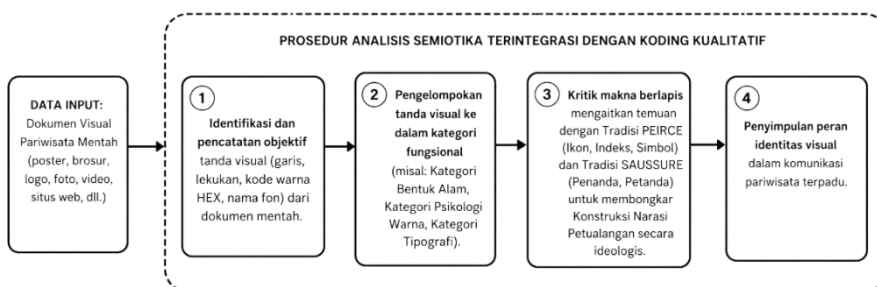 PROSEDUR ANALISIS SEMIOTIKA TERINTEGRASI DENGAN KODING KUALITATIF
DATA INPUT:
Dokumen Visual
Pariwisata Mentah
(poster, brosur,
logo, foto, video,
situs web, dll.)
1
Identifikasi dan
pencatatan objektif
tanda visual (garis,
lekukan, kode warna
HEX, nama fon) dari
dokumen mentah.
2
Pengelompokan
tanda visual ke
dalam kategori
fungsional
(misal: Kategori
Bentuk Alam,
Kategori Psikologi
Warna, Kategori
Tipografi).
3
Kritik makna berlapis
mengaitkan temuan
dengan Tradisi PEIRCE
(Ikon, Indeks, Simbol)
dan Tradisi SAUSSURE
(Penanda, Petanda)
untuk membongkar
Konstruksi Narasi
Petualangan secara
ideologis.
4
Penyimpulan peran
identitas visual
dalam komunikasi
pariwisata terpadu.